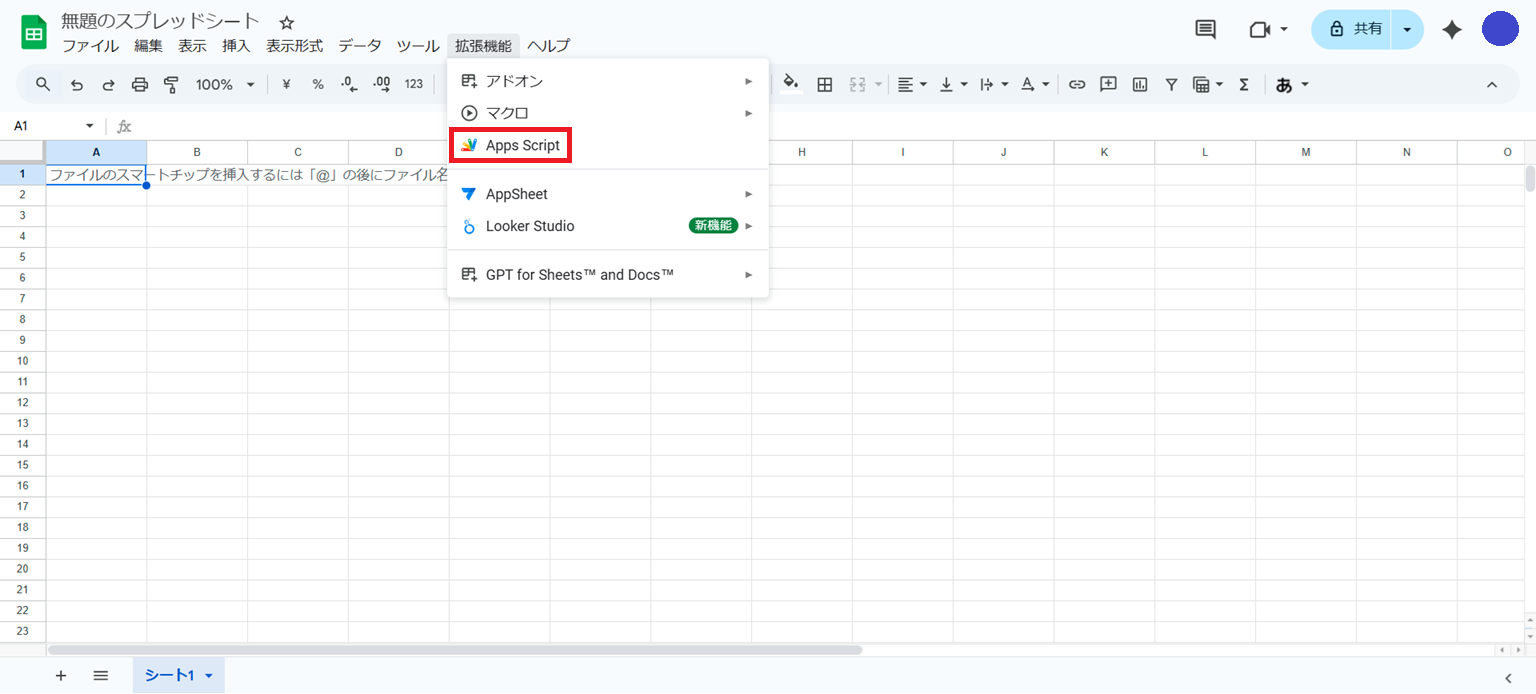 無題のスプレッドシート
ファイル 編集 表示 挿入 表示形式 データ ツール 拡張機能 ヘルプ
共有
100% ¥ % .0 .00 123 あ
A1 fx
アドオン
マクロ
Apps Script
AppSheet
Looker Studio 新機能
GPT for Sheets™ and Docs™
A B C D H I J K L M N O
1 ファイルのスマートチップを挿入するには「@」の後にファイル名
2
3
4
5
6
7
8
9
10
11
12
13
14
15
16
17
18
19
20
21
22
23
シート1